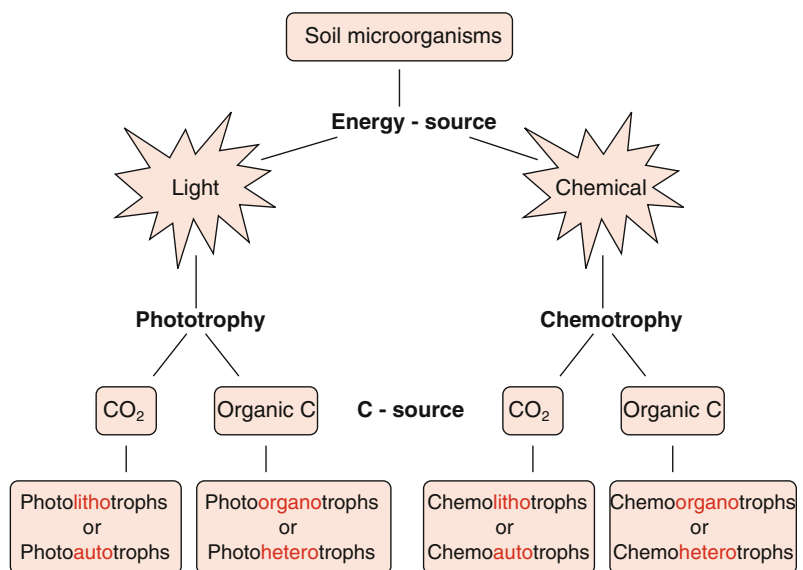 Soil microorganisms
Energy - source
Light
Chemical
Phototrophy
Chemotrophy
CO₂
Organic C
C - source
CO₂
Organic C
Photolithotrophs
or
Photoautotrophs
Photoorganotrophs
or
Photoheterotrophs
Chemolithotrophs
or
Chemoautotrophs
Chemoorganotrophs
or
Chemoheterotrophs